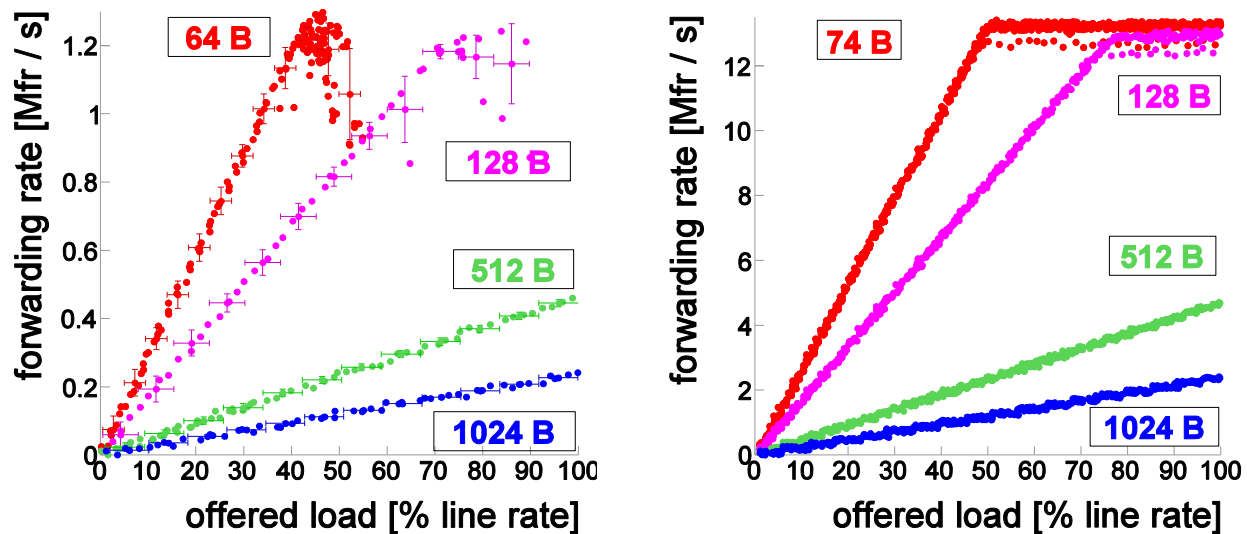 forwarding rate [Mfr / s]
1.2
1
0.8
0.6
0.4
0.2
0
64 B
128 B
512 B
1024 B
0 10 20 30 40 50 60 70 80 90 100
offered load [% line rate]
forwarding rate [Mfr / s]
12
10
8
6
4
2
0
74 B
128 B
512 B
1024 B
0 10 20 30 40 50 60 70 80 90 100
offered load [% line rate]